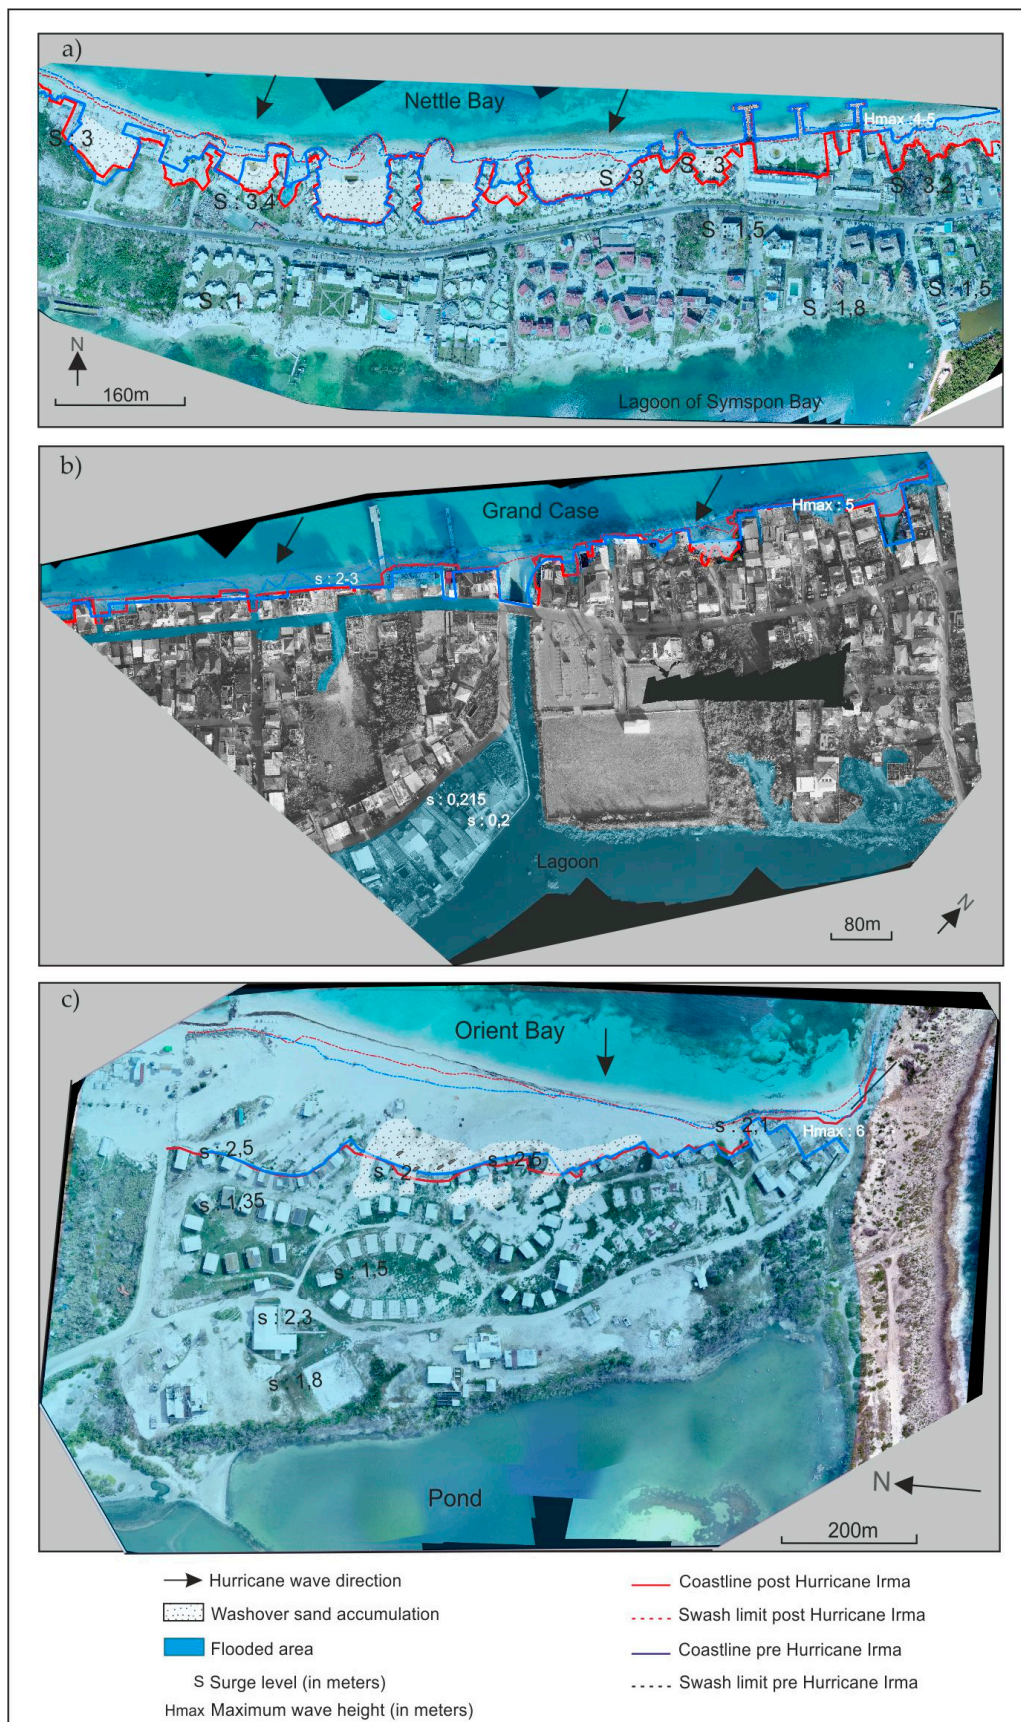 a)
Nettle Bay
Hmax : 4-5
S : 3
S : 3
S : 3
S : 3,2
S : 3,4
S : 1,5
S : 1
S : 1,8
S : 1,5
N
160m
Lagoon of Symspon Bay
b)
Grand Case
Hmax : 5
s : 2-3
s : 0,215
s : 0,2
Lagoon
80m
N
c)
Orient Bay
s : 2,1
Hmax : 6
s : 2,5
s : 2
s : 2,5
s : 1,35
s : 1,5
s : 2,3
s : 1,8
Pond
N
200m
Hurricane wave direction
Washover sand accumulation
Flooded area
S Surge level (in meters)
Hmax Maximum wave height (in meters)
Coastline post Hurricane Irma
Swash limit post Hurricane Irma
Coastline pre Hurricane Irma
Swash limit pre Hurricane Irma